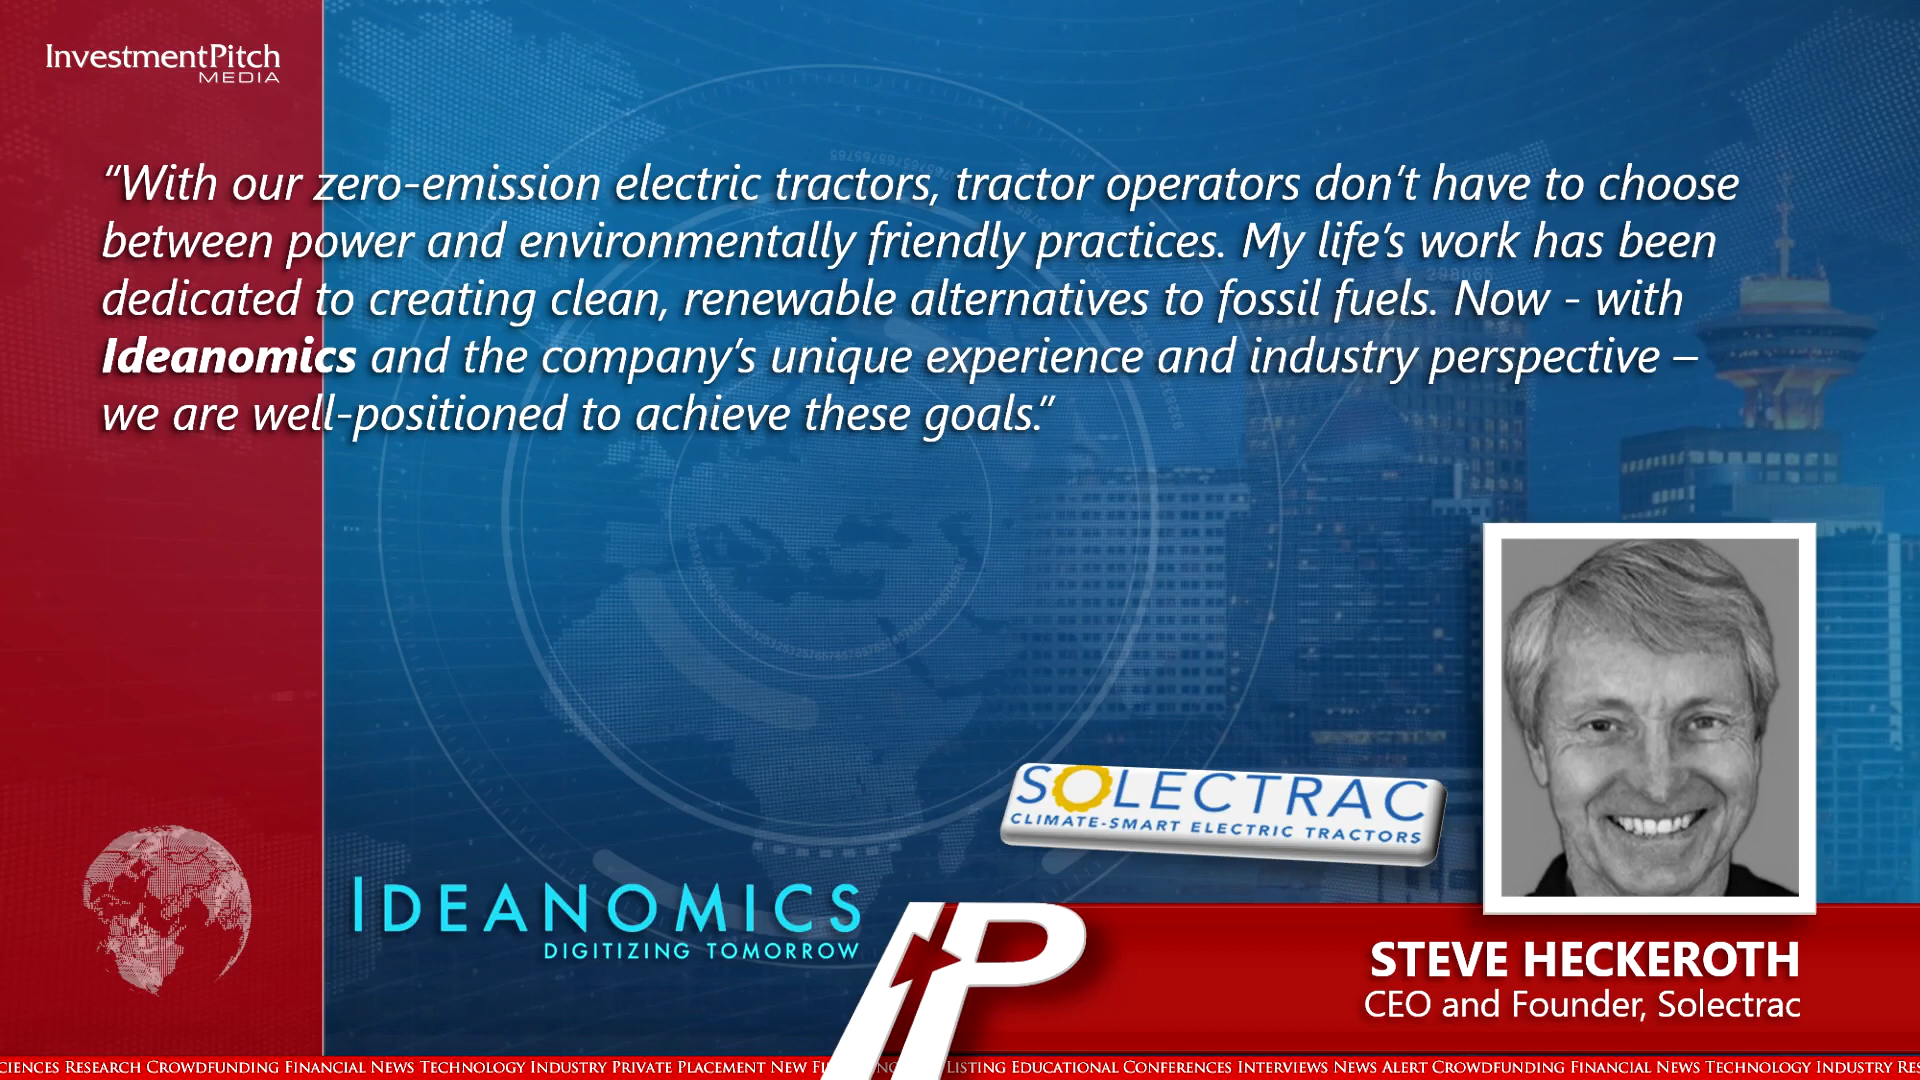 InvestmentPitch
MEDIA
“With our zero-emission electric tractors, tractor operators don’t have to choose
between power and environmentally friendly practices. My life’s work has been
dedicated to creating clean, renewable alternatives to fossil fuels. Now - with
Ideanomics and the company’s unique experience and industry perspective –
we are well-positioned to achieve these goals.”
SOLECTRAC
CLIMATE-SMART ELECTRIC TRACTORS
IDEANOMICS
DIGITIZING TOMORROW
IP
STEVE HECKEROTH
CEO and Founder, Solectrac
CIENCES RESEARCH CROWDFUNDING FINANCIAL NEWS TECHNOLOGY INDUSTRY PRIVATE PLACEMENT NEW LISTING EDUCATIONAL CONFERENCES INTERVIEWS NEWS ALERT CROWDFUNDING FINANCIAL NEWS TECHNOLOGY INDUSTRY RES